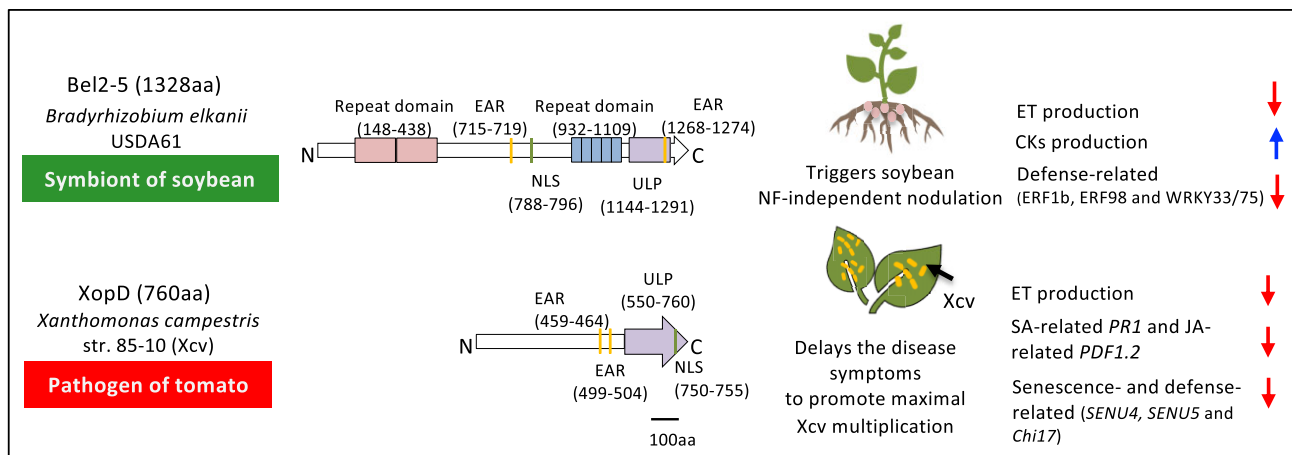 Bel2-5 (1328aa)
Bradyrhizobium elkanii
USDA61
Symbiont of soybean
Repeat domain
(148-438)
EAR
(715-719)
Repeat domain
(932-1109)
EAR
(1268-1274)
N
C
NLS
(788-796)
ULP
(1144-1291)
Triggers soybean
NF-independent nodulation
ET production
CKs production
Defense-related
(ERF1b, ERF98 and WRKY33/75)
XopD (760aa)
Xanthomonas campestris
str. 85-10 (Xcv)
Pathogen of tomato
EAR
(459-464)
ULP
(550-760)
N
C
EAR
(499-504)
NLS
(750-755)
100aa
Xcv
Delays the disease
symptoms
to promote maximal
Xcv multiplication
ET production
SA-related PR1 and JA-
related PDF1.2
Senescence- and defense-
related (SENU4, SENU5 and
Chi17)